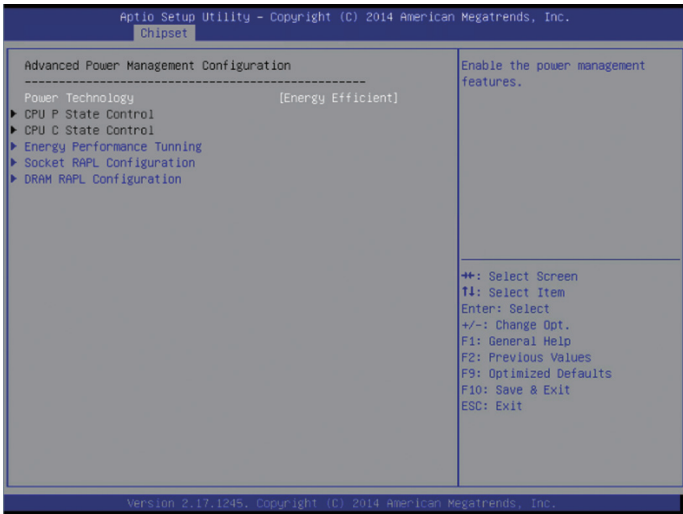 Aptio Setup Utility – Copyright (C) 2014 American Megatrends, Inc.
Chipset
Advanced Power Management Configuration
--------------------------------------------------
Power Technology [Energy Efficient]
CPU P State Control
CPU C State Control
Energy Performance Tunning
Socket RAPL Configuration
DRAM RAPL Configuration
Enable the power management
features.
→←: Select Screen
↑↓: Select Item
Enter: Select
+/-: Change Opt.
F1: General Help
F2: Previous Values
F9: Optimized Defaults
F10: Save & Exit
ESC: Exit
Version 2.17.1245. Copyright (C) 2014 American Megatrends, Inc.